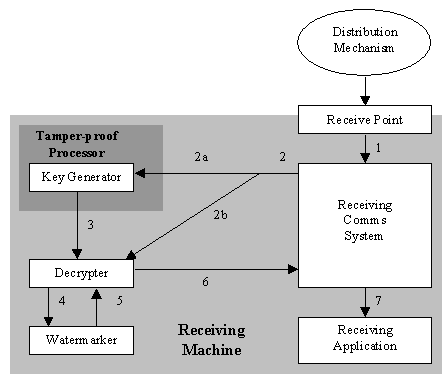 Distribution
Mechanism
Receive Point
Tamper-proof
Processor
Key Generator
2a
2
1
Receiving
Comms
System
2b
3
Decrypter
6
4
5
7
Watermarker
Receiving
Machine
Receiving
Application